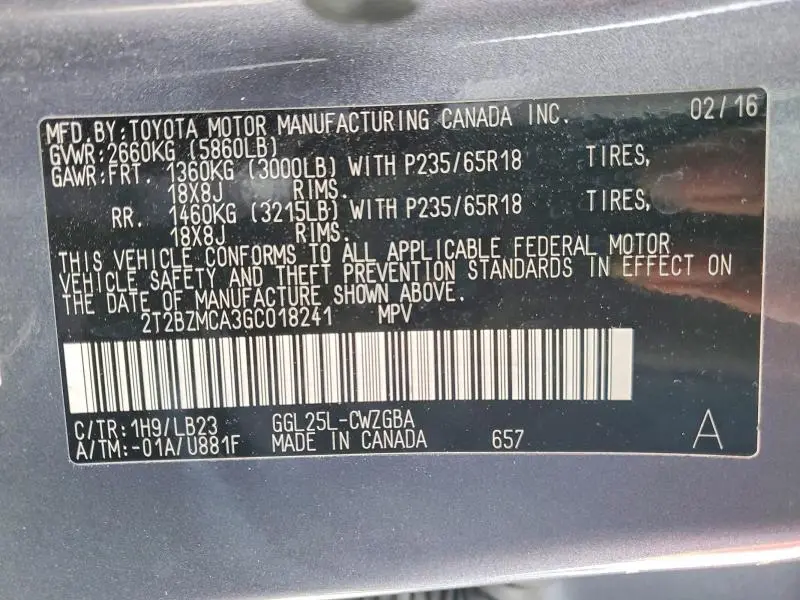 MFD. BY: TOYOTA MOTOR MANUFACTURING CANADA INC. 02/16
GVWR: 2660KG (5860LB)
GAWR: FRT. 1360KG (3000LB) WITH P235/65R18 TIRES,
18X8J RIMS.
RR. 1460KG (3215LB) WITH P235/65R18 TIRES,
18X8J RIMS.
THIS VEHICLE CONFORMS TO ALL APPLICABLE FEDERAL MOTOR
VEHICLE SAFETY AND THEFT PREVENTION STANDARDS IN EFFECT ON
THE DATE OF MANUFACTURE SHOWN ABOVE.
2T2BZMCA3GC018241 MPV
C/TR: 1H9/LB23 GGL25L-CWZGBA
A/TM: -01A/U881F MADE IN CANADA 657 A